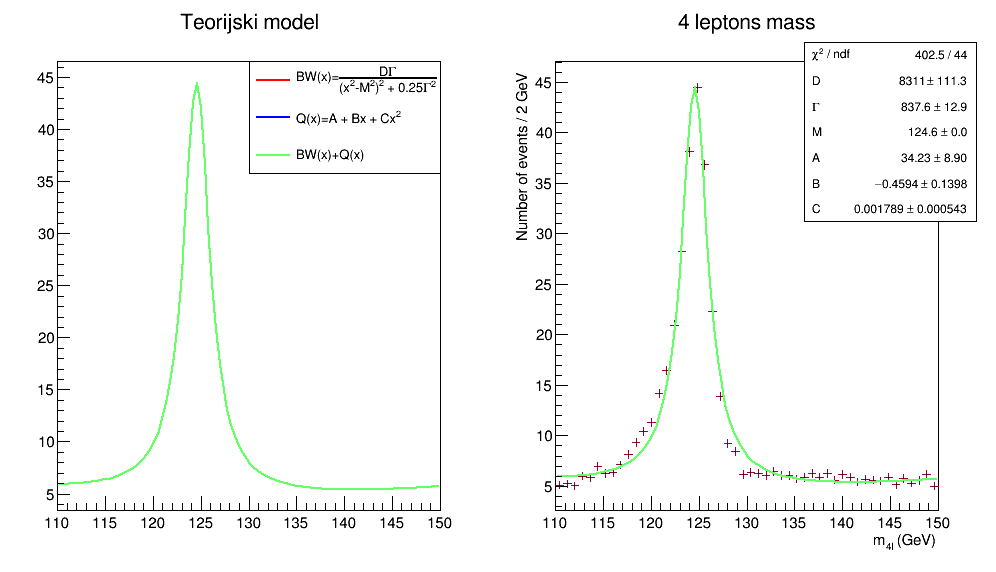 Teorijski model
45
40
35
30
25
20
15
10
5
110 115 120 125 130 135 140 145 150
BW(x)=DΓ/((x²-M²)² + 0.25Γ²)
Q(x)=A + Bx + Cx²
BW(x)+Q(x)
4 leptons mass
Number of events / 2 GeV
45
40
35
30
25
20
15
10
5
110 115 120 125 130 135 140 145 150
m4l (GeV)
χ² / ndf 402.5 / 44
D 8311 ± 111.3
Γ 837.6 ± 12.9
M 124.6 ± 0.0
A 34.23 ± 8.90
B −0.4594 ± 0.1398
C 0.001789 ± 0.000543